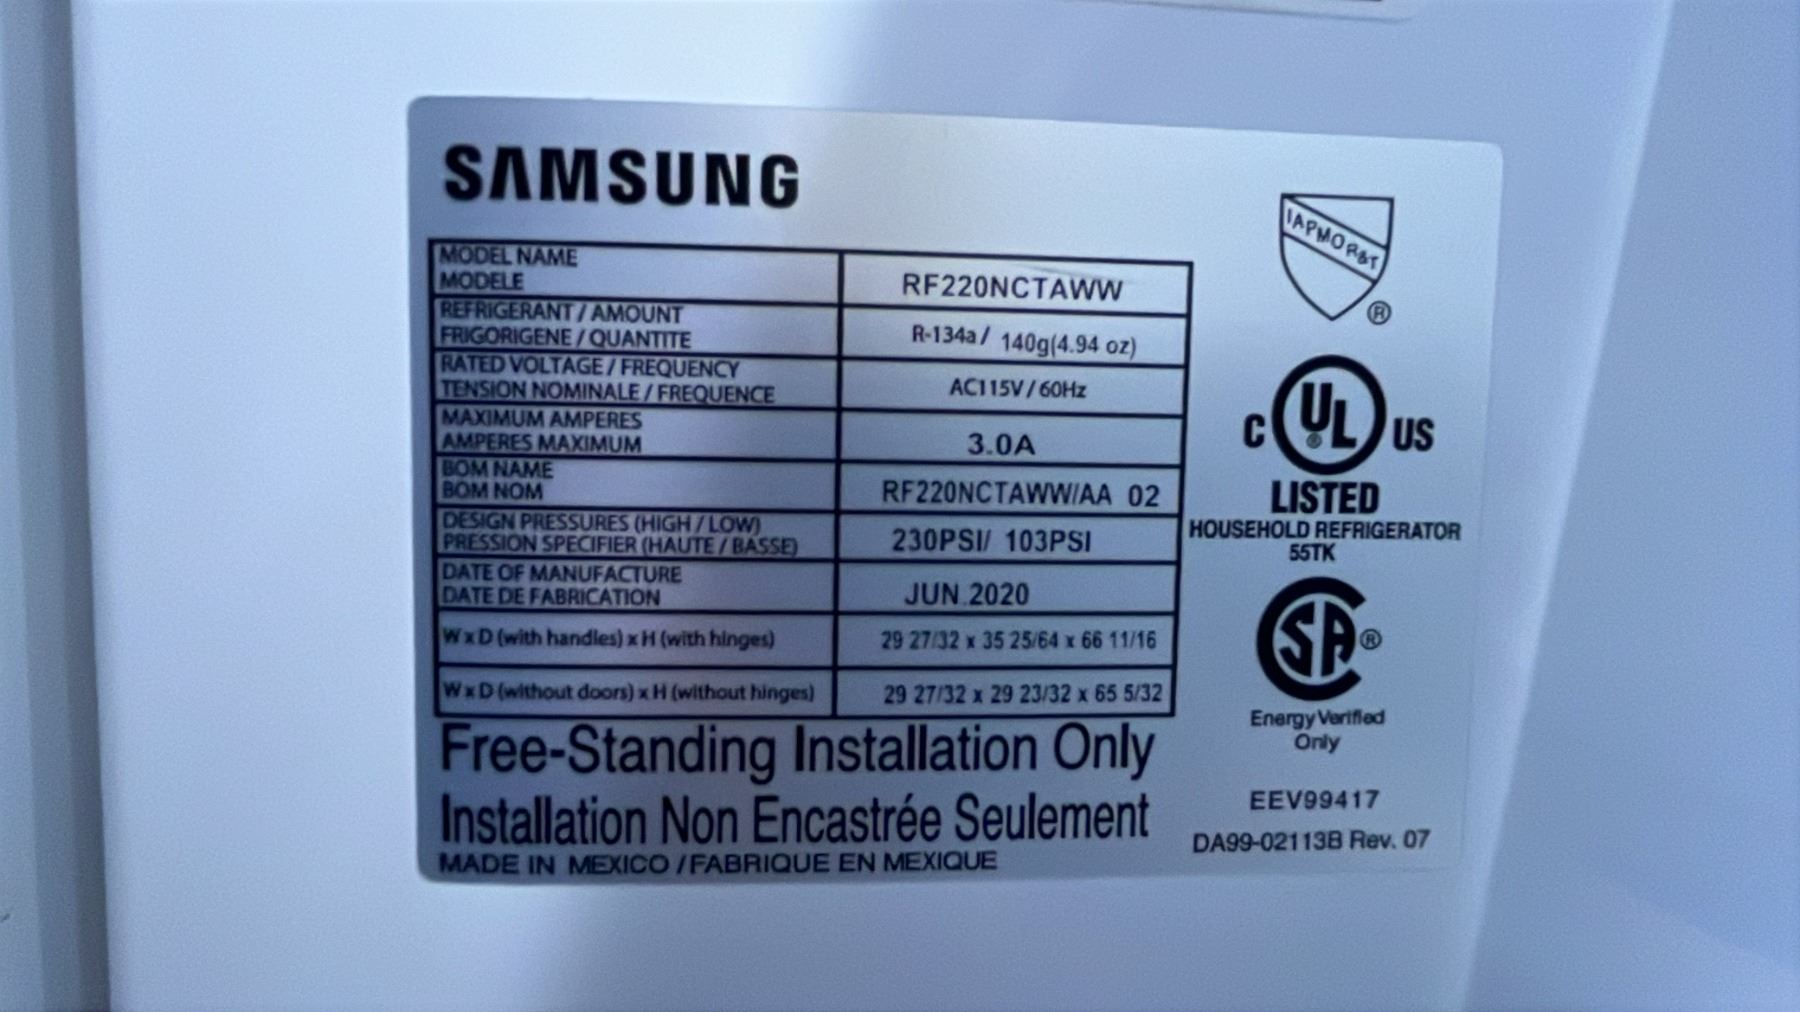 SAMSUNG
MODEL NAME
MODELE
RF220NCTAWW
REFRIGERANT / AMOUNT
FRIGORIGENE / QUANTITE
R-134a / 140g(4.94 oz)
RATED VOLTAGE / FREQUENCY
TENSION NOMINALE / FREQUENCE
AC115V / 60Hz
MAXIMUM AMPERES
AMPERES MAXIMUM
3.0A
BOM NAME
BOM NOM
RF220NCTAWW/AA 02
DESIGN PRESSURES (HIGH / LOW)
PRESSION SPECIFIER (HAUTE / BASSE)
230PSI/ 103PSI
DATE OF MANUFACTURE
DATE DE FABRICATION
JUN.2020
W x D (with handles) x H (with hinges)
29 27/32 x 35 25/64 x 66 11/16
W x D (without doors) x H (without hinges)
29 27/32 x 29 23/32 x 65 5/32
Free-Standing Installation Only
Installation Non Encastrée Seulement
MADE IN MEXICO / FABRIQUE EN MEXIQUE
IAPMO R&T
®
C UL® US
LISTED
HOUSEHOLD REFRIGERATOR
55TK
SA®
Energy Verified
Only
EEV99417
DA99-02113B Rev. 07